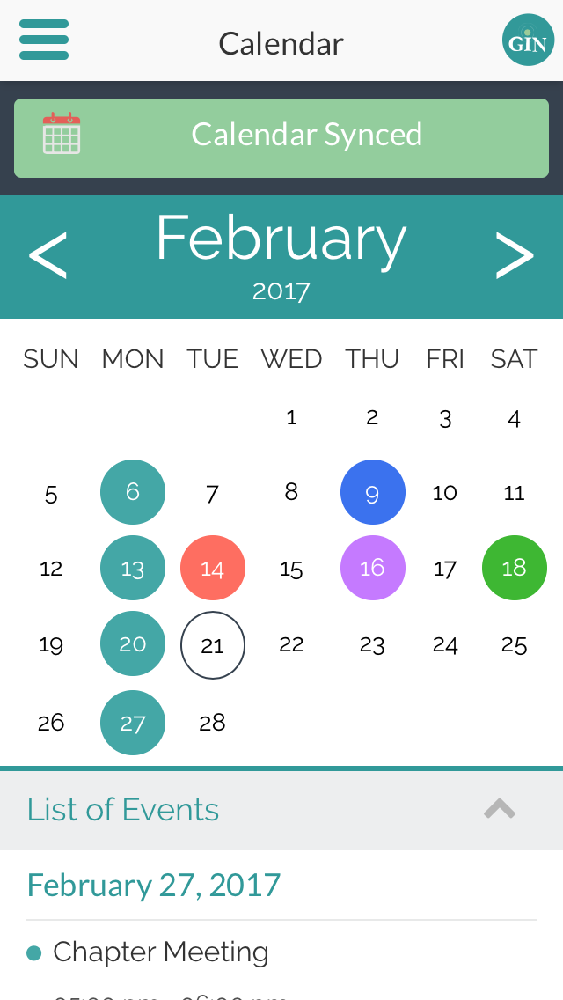 Calendar
GIN
Calendar Synced
<
February
>
2017
SUN MON TUE WED THU FRI SAT
1 2 3 4
5 6 7 8 9 10 11
12 13 14 15 16 17 18
19 20 21 22 23 24 25
26 27 28
List of Events
February 27, 2017
Chapter Meeting